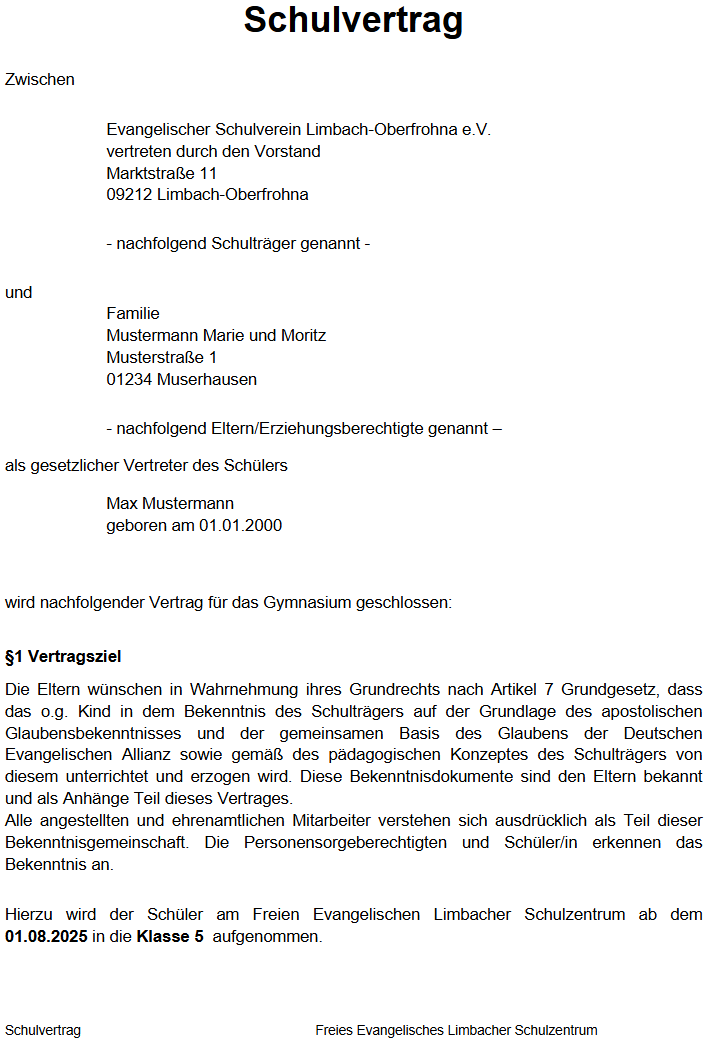 Schulvertrag
Zwischen
Evangelischer Schulverein Limbach-Oberfrohna e.V.
vertreten durch den Vorstand
Marktstraße 11
09212 Limbach-Oberfrohna
- nachfolgend Schulträger genannt -
und
Familie
Mustermann Marie und Moritz
Musterstraße 1
01234 Muserhausen
- nachfolgend Eltern/Erziehungsberechtigte genannt –
als gesetzlicher Vertreter des Schülers
Max Mustermann
geboren am 01.01.2000
wird nachfolgender Vertrag für das Gymnasium geschlossen:
§1 Vertragsziel
Die Eltern wünschen in Wahrnehmung ihres Grundrechts nach Artikel 7 Grundgesetz, dass
das o.g. Kind in dem Bekenntnis des Schulträgers auf der Grundlage des apostolischen
Glaubensbekenntnisses und der gemeinsamen Basis des Glaubens der Deutschen
Evangelischen Allianz sowie gemäß des pädagogischen Konzeptes des Schulträgers von
diesem unterrichtet und erzogen wird. Diese Bekenntnisdokumente sind den Eltern bekannt
und als Anhänge Teil dieses Vertrages.
Alle angestellten und ehrenamtlichen Mitarbeiter verstehen sich ausdrücklich als Teil dieser
Bekenntnisgemeinschaft. Die Personensorgeberechtigten und Schüler/in erkennen das
Bekenntnis an.
Hierzu wird der Schüler am Freien Evangelischen Limbacher Schulzentrum ab dem
01.08.2025 in die Klasse 5 aufgenommen.
Schulvertrag Freies Evangelisches Limbacher Schulzentrum